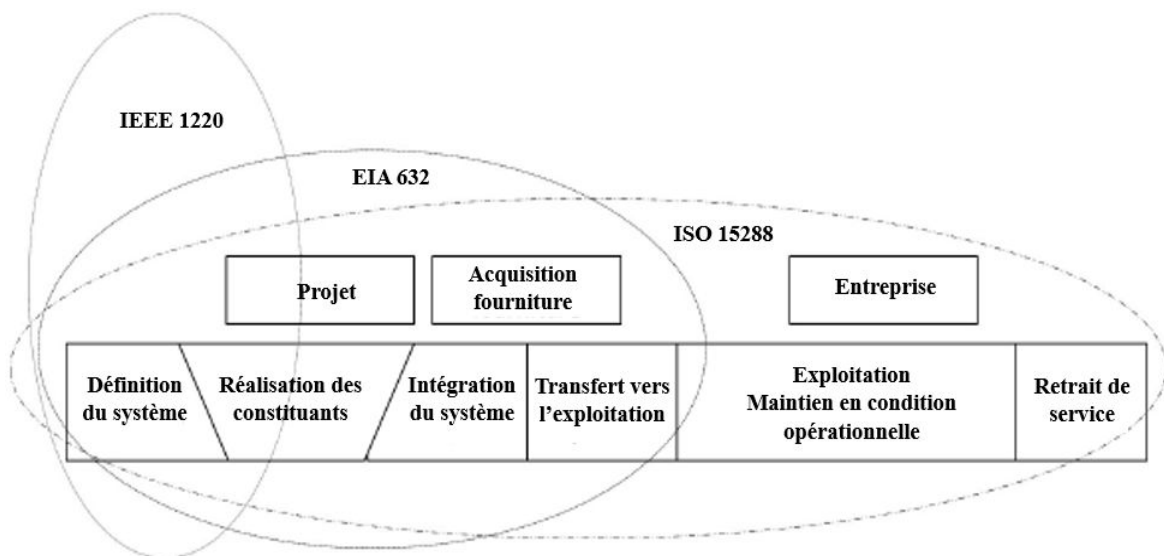 IEEE 1220
EIA 632
ISO 15288
Projet
Acquisition
fourniture
Entreprise
Définition
du système
Réalisation des
constituants
Intégration
du système
Transfert vers
l’exploitation
Exploitation
Maintien en condition
opérationnelle
Retrait de
service